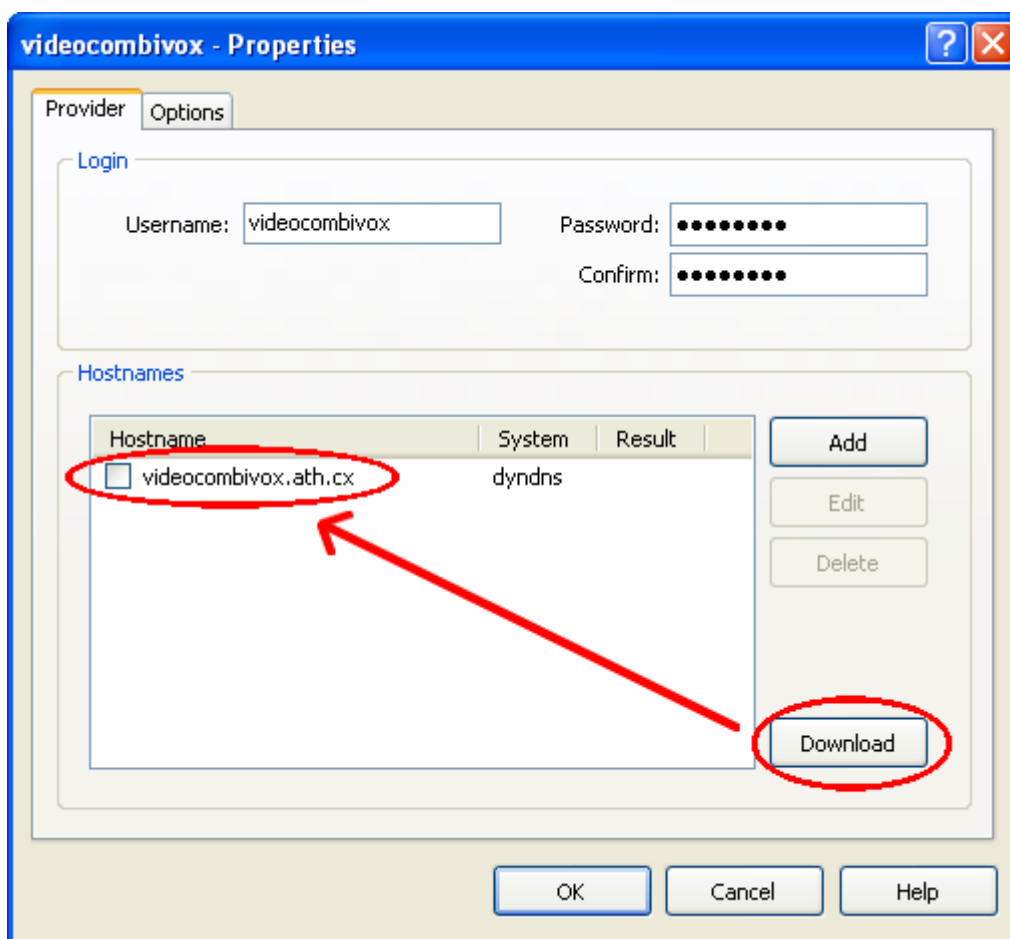 videocombivox - Properties
Provider Options
Login
Username: videocombivox Password: ●●●●●●●●
Confirm: ●●●●●●●●
Hostnames
Hostname System Result
videocombivox.ath.cx dyndns
Add
Edit
Delete
Download
OK Cancel Help